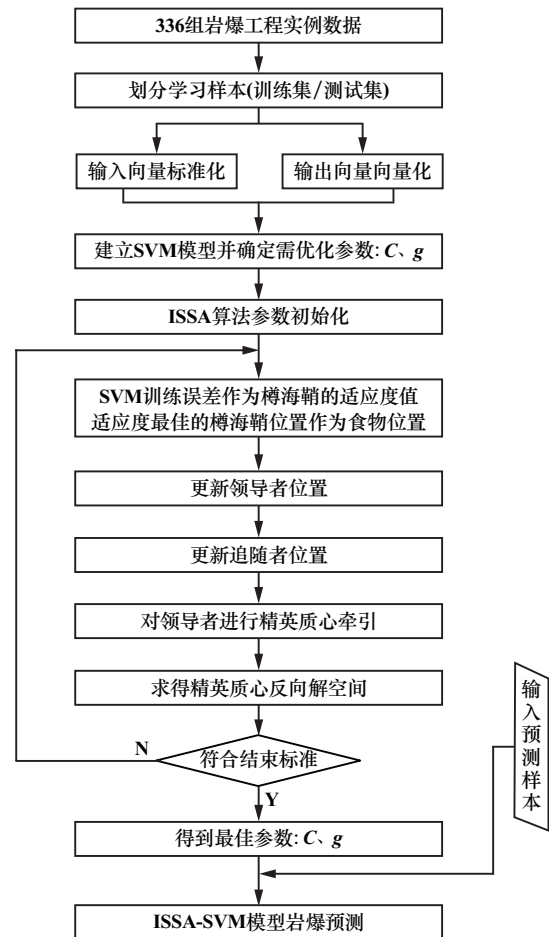 336组岩爆工程实例数据
划分学习样本(训练集/测试集)
输入向量标准化
输出向量向量化
建立SVM模型并确定需优化参数: C、g
ISSA算法参数初始化
SVM训练误差作为樽海鞘的适应度值
适应度最佳的樽海鞘位置作为食物位置
更新领导者位置
更新追随者位置
对领导者进行精英质心牵引
求得精英质心反向解空间
输入预测样本
N
符合结束标准
Y
得到最佳参数: C、g
ISSA-SVM模型岩爆预测